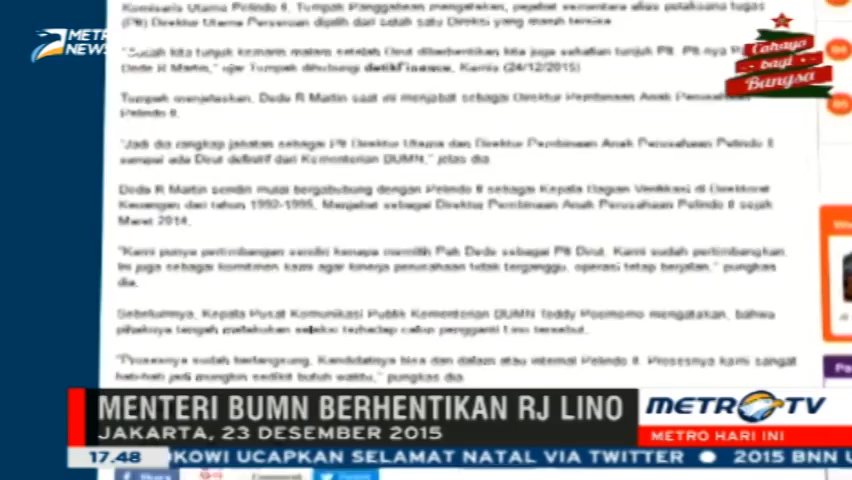 Komisaris Utama Pelindo II, Tumpak Panggabean mengatakan, pejabat sementara alias pelaksana tugas
(Plt) Direktur Utama Perseroan dipilih dari salah satu Direksi yang masih tersisa
METRO
NEWS
Cahaya
bagi
Bangsa
04
"Sudah kita tunjuk kemarin malam setelah Dirut diberhentikan kita juga sekalian tunjuk Plt. Plt-nya
Dede R Martin," ujar Tumpak dihubungi detikFinance, Kamis (24/12/2015)
05
Tumpak menjelaskan, Dede R Martin saat ini menjabat sebagai Direktur Pembinaan Anak Perusahaan
Pelindo II.
"Jadi dia rangkap jabatan sebagai Plt Direktur Utama dan Direktur Pembinaan Anak Perusahaan Pelindo II
sampai ada Dirut definitif dari Kementerian BUMN," jelas dia.
Dede R Martin sendiri mulai bergabubung dengan Pelindo II sebagai Kepala Bagian Verifikasi di Direktorat
Keuangan dari tahun 1992-1995. Menjabat sebagai Direktur Pembinaan Anak Perusahaan Pelindo II sejak
Maret 2014.
"Kami punya pertimbangan sendiri kenapa memilih Pak Dede sebagai Plt Dirut. Kami sudah pertimbangkan.
Ini juga sebagai komitmen kami agar kinerja perusahaan tidak terganggu, operasi tetap berjalan," pungkas
dia.
Sebelumnya, Kepala Pusat Komunikasi Publik Kementerian BUMN Teddy Poernomo mengatakan, bahwa
pihaknya tengah melakukan seleksi terhadap calon pengganti Lino tersebut.
"Prosesnya sudah berlangsung. Kandidatnya bisa dari dalam atau internal Pelindo II. Prosesnya kami sangat
hati-hati jadi mungkin sedikit butuh waktu," pungkas dia.
MENTERI BUMN BERHENTIKAN RJ LINO
JAKARTA, 23 DESEMBER 2015
METRO TV
METRO HARI INI
17.48
OKOWI UCAPKAN SELAMAT NATAL VIA TWITTER ● 2015 BNN U
Share